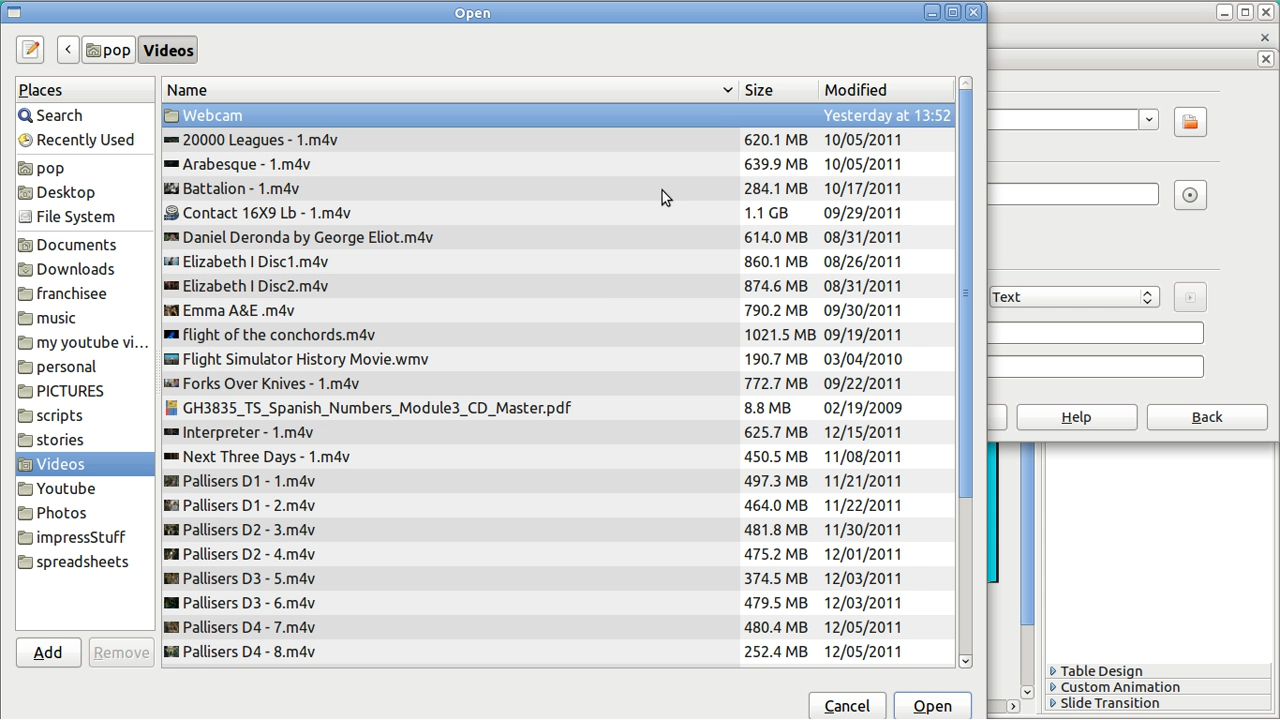 Open
pop Videos
Places
Search
Recently Used
pop
Desktop
File System
Documents
Downloads
franchisee
music
my youtube vi...
personal
PICTURES
scripts
stories
Videos
Youtube
Photos
impressStuff
spreadsheets
Add Remove
Name Size Modified
Webcam Yesterday at 13:52
20000 Leagues - 1.m4v 620.1 MB 10/05/2011
Arabesque - 1.m4v 639.9 MB 10/05/2011
Battalion - 1.m4v 284.1 MB 10/17/2011
Contact 16X9 Lb - 1.m4v 1.1 GB 09/29/2011
Daniel Deronda by George Eliot.m4v 614.0 MB 08/31/2011
Elizabeth I Disc1.m4v 860.1 MB 08/26/2011
Elizabeth I Disc2.m4v 874.6 MB 08/31/2011
Emma A&E .m4v 790.2 MB 09/30/2011
flight of the conchords.m4v 1021.5 MB 09/19/2011
Flight Simulator History Movie.wmv 190.7 MB 03/04/2010
Forks Over Knives - 1.m4v 772.7 MB 09/22/2011
GH3835_TS_Spanish_Numbers_Module3_CD_Master.pdf 8.8 MB 02/19/2009
Interpreter - 1.m4v 625.7 MB 12/15/2011
Next Three Days - 1.m4v 450.5 MB 11/08/2011
Pallisers D1 - 1.m4v 497.3 MB 11/21/2011
Pallisers D1 - 2.m4v 464.0 MB 11/22/2011
Pallisers D2 - 3.m4v 481.8 MB 11/30/2011
Pallisers D2 - 4.m4v 475.2 MB 12/01/2011
Pallisers D3 - 5.m4v 374.5 MB 12/03/2011
Pallisers D3 - 6.m4v 479.5 MB 12/03/2011
Pallisers D4 - 7.m4v 480.4 MB 12/05/2011
Pallisers D4 - 8.m4v 252.4 MB 12/05/2011
Cancel Open
Text
Help Back
Table Design
Custom Animation
Slide Transition